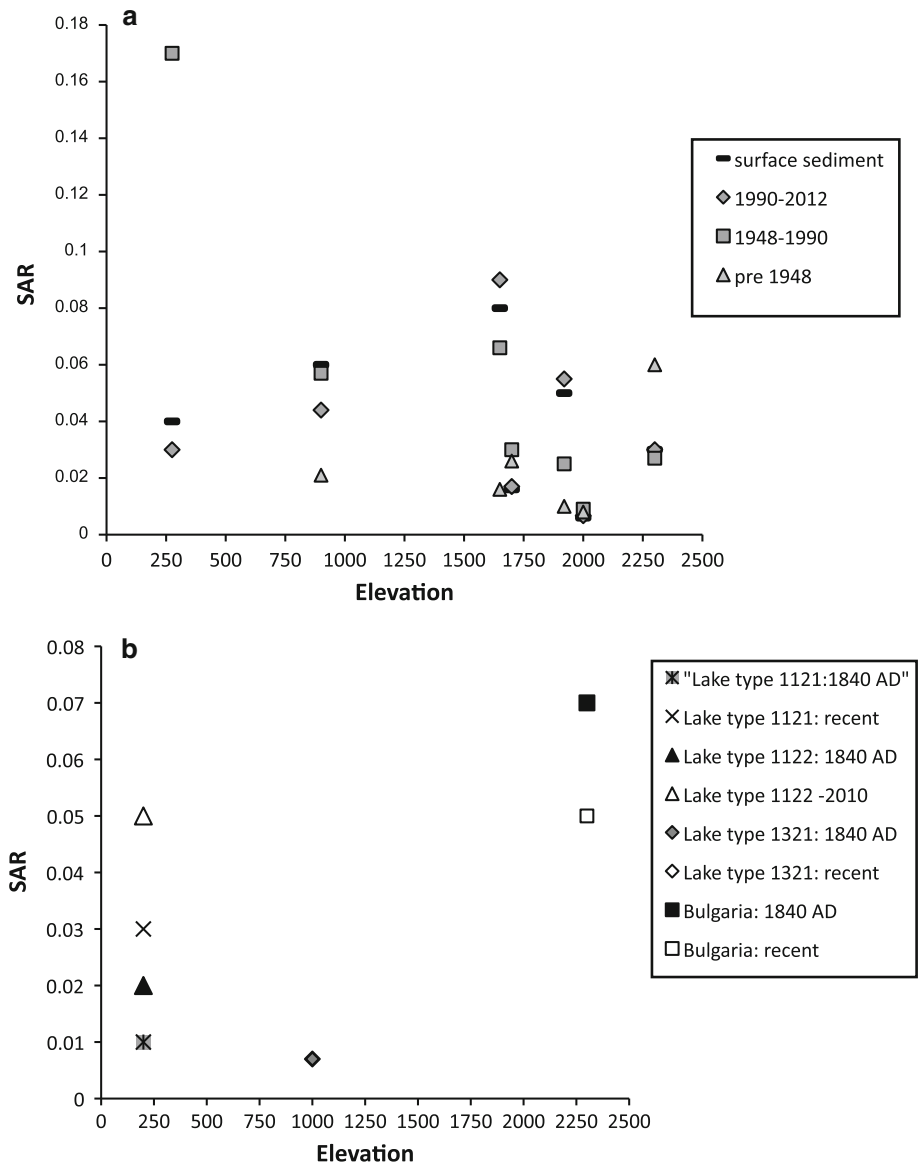 a
0.18
0.16
0.14
0.12
0.1
0.08
0.06
0.04
0.02
0
SAR
0 250 500 750 1000 1250 1500 1750 2000 2250 2500
Elevation
surface sediment
1990-2012
1948-1990
pre 1948
b
0.08
0.07
0.06
0.05
0.04
0.03
0.02
0.01
0
SAR
0 250 500 750 1000 1250 1500 1750 2000 2250 2500
Elevation
"Lake type 1121:1840 AD"
Lake type 1121: recent
Lake type 1122: 1840 AD
Lake type 1122 -2010
Lake type 1321: 1840 AD
Lake type 1321: recent
Bulgaria: 1840 AD
Bulgaria: recent